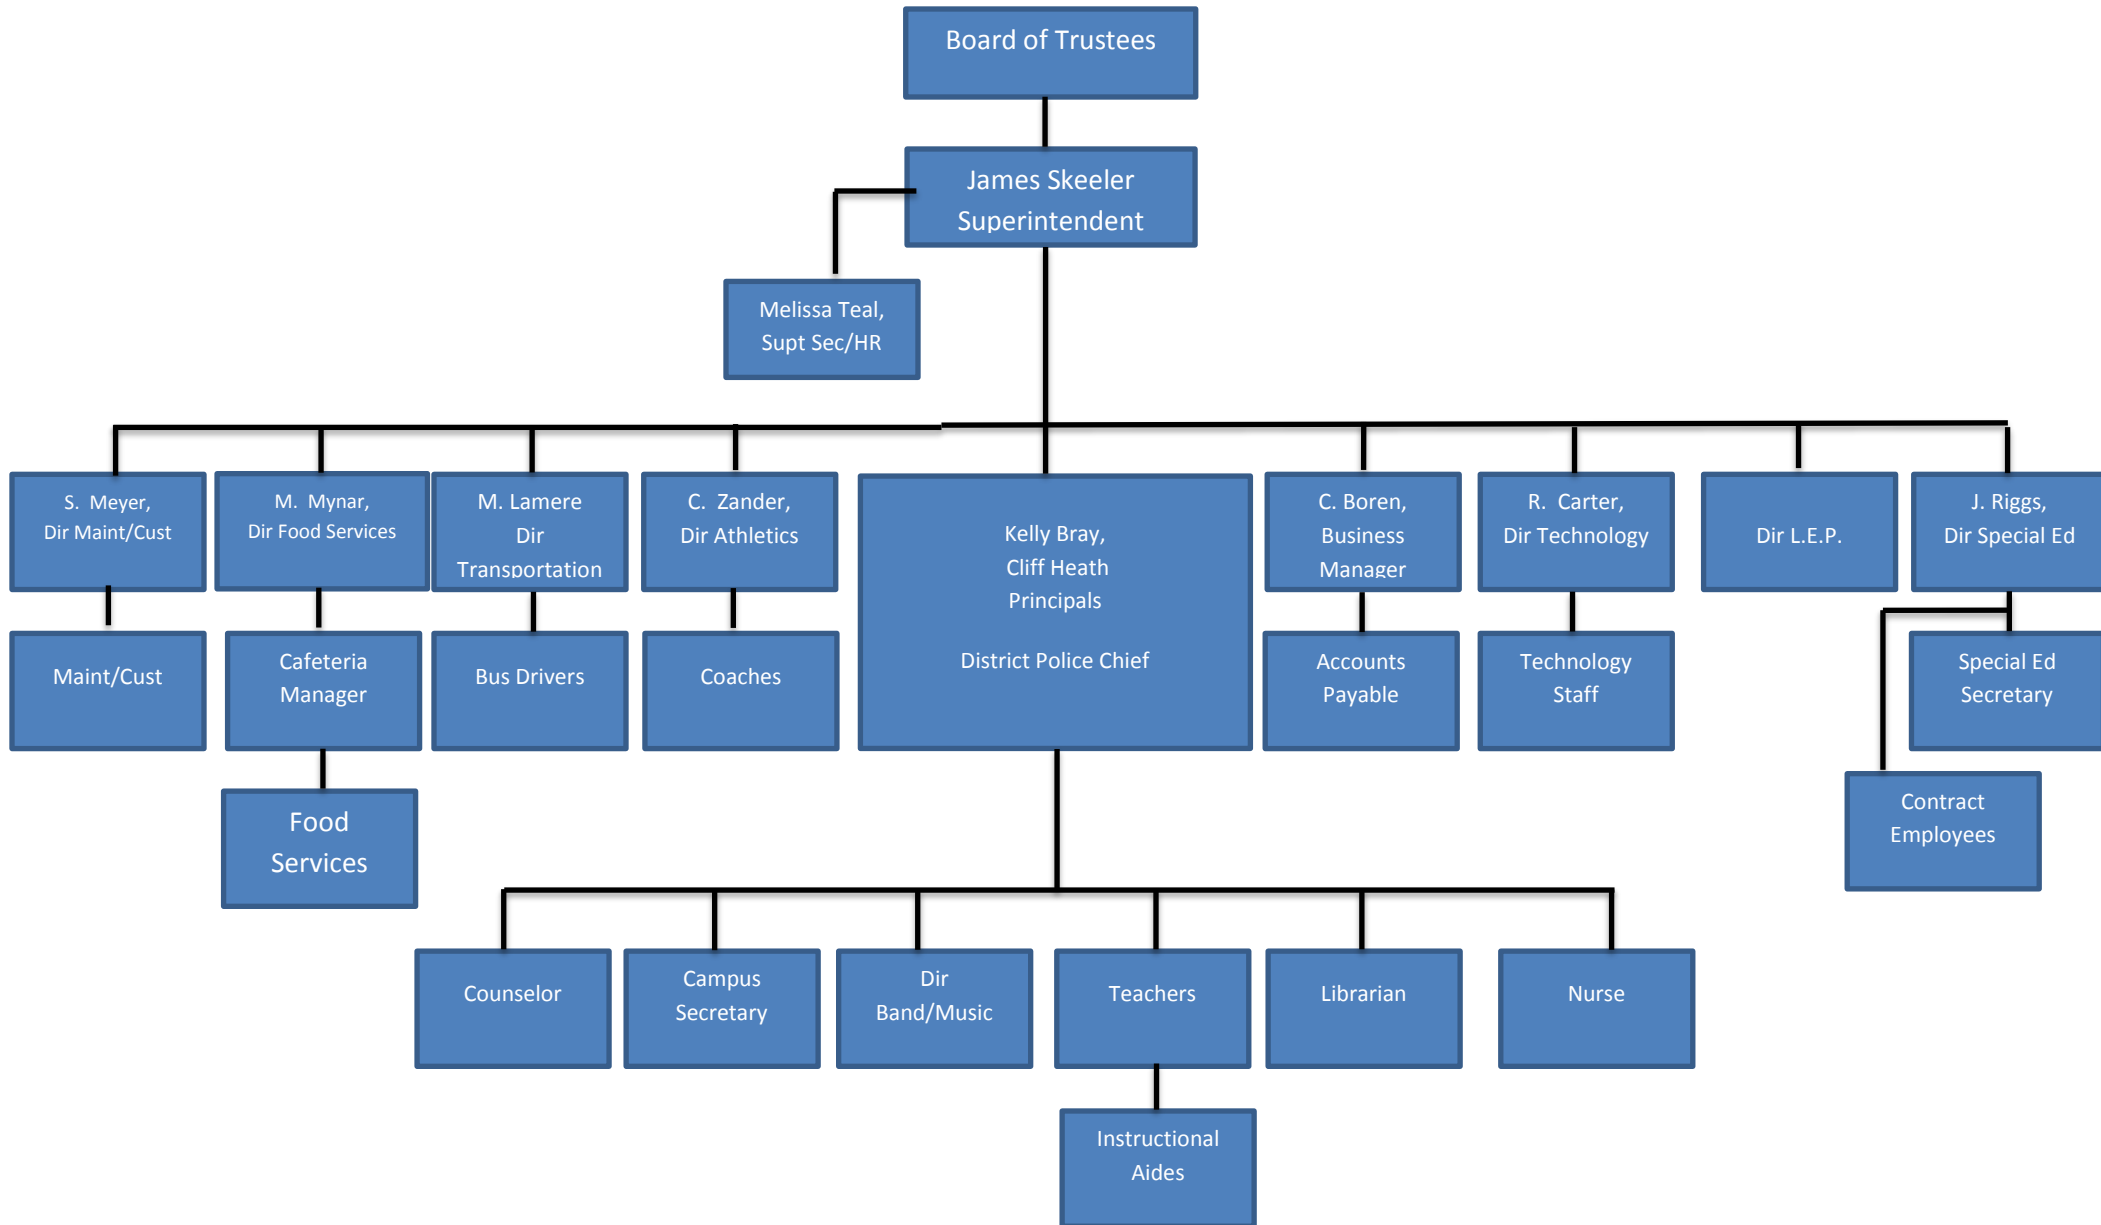 Board of Trustees
James Skeeler
Superintendent
Melissa Teal,
Supt Sec/HR
S. Meyer,
Dir Maint/Cust
M. Mynar,
Dir Food Services
M. Lamere
Dir
Transportation
C. Zander,
Dir Athletics
Kelly Bray,
Cliff Heath
Principals
District Police Chief
C. Boren,
Business
Manager
R. Carter,
Dir Technology
Dir L.E.P.
J. Riggs,
Dir Special Ed
Maint/Cust
Cafeteria
Manager
Bus Drivers
Coaches
Accounts
Payable
Technology
Staff
Special Ed
Secretary
Food
Services
Contract
Employees
Counselor
Campus
Secretary
Dir
Band/Music
Teachers
Librarian
Nurse
Instructional
Aides